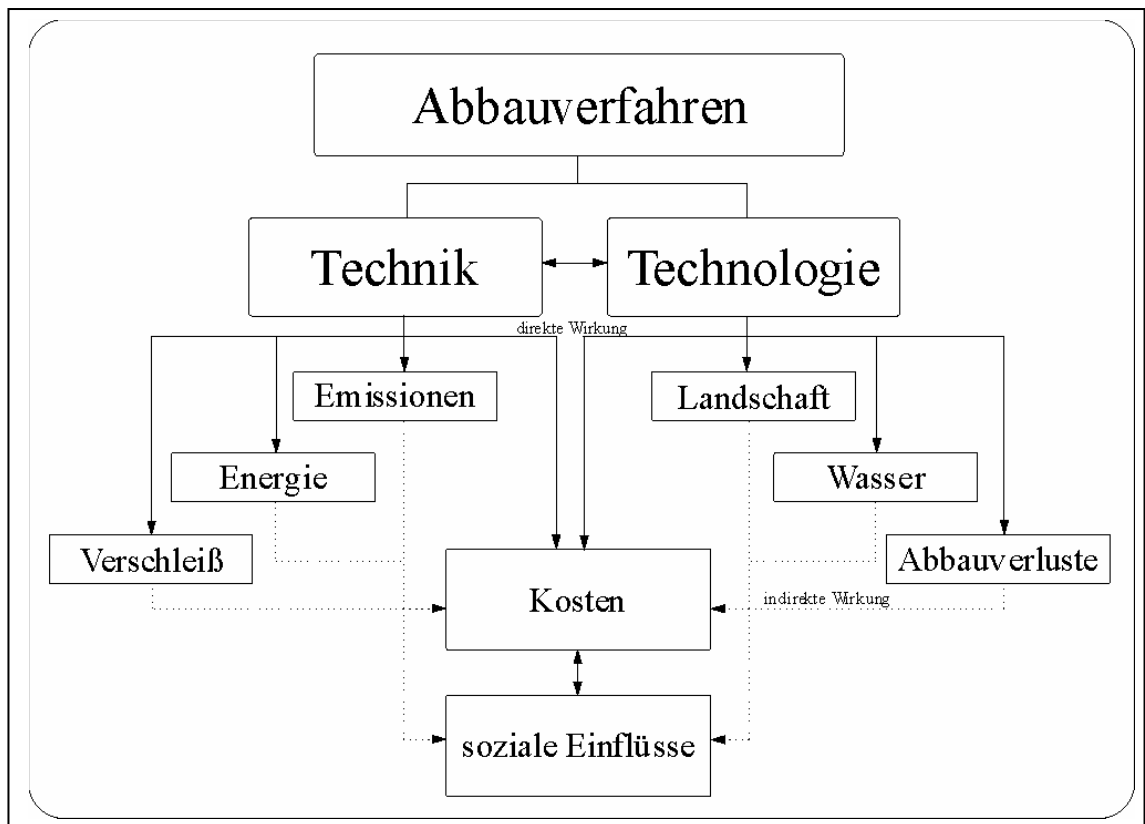 Abbauverfahren
Technik
Technologie
direkte Wirkung
Emissionen
Landschaft
Energie
Wasser
Verschleiß
Abbauverluste
Kosten
indirekte Wirkung
soziale Einflüsse